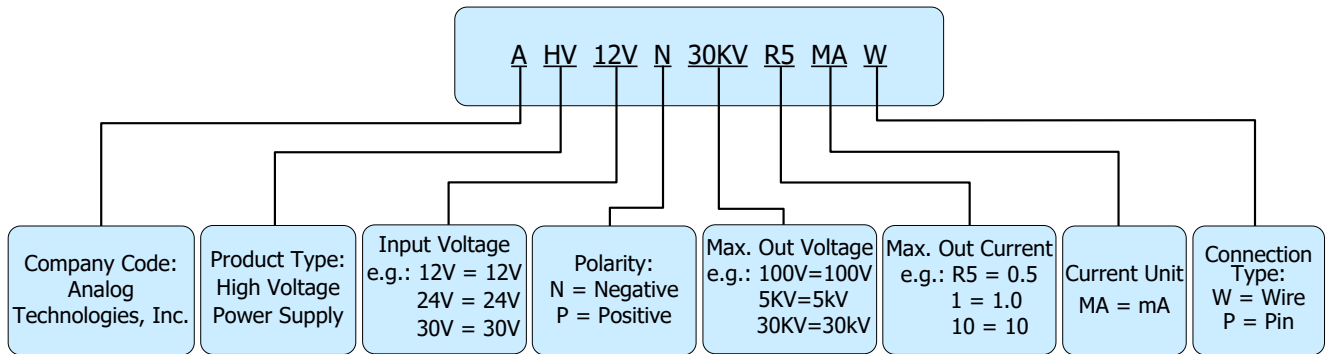 A HV 12V N 30KV R5 MA W
Company Code:
Analog
Technologies, Inc.
Product Type:
High Voltage
Power Supply
Input Voltage
e.g.: 12V = 12V
24V = 24V
30V = 30V
Polarity:
N = Negative
P = Positive
Max. Out Voltage
e.g.: 100V=100V
5KV=5kV
30KV=30kV
Max. Out Current
e.g.: R5 = 0.5
1 = 1.0
10 = 10
Current Unit
MA = mA
Connection
Type:
W = Wire
P = Pin